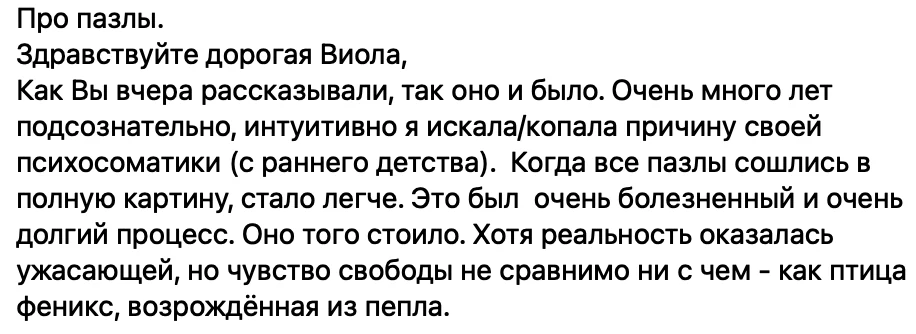 Про пазлы.
Здравствуйте дорогая Виола,
Как Вы вчера рассказывали, так оно и было. Очень много лет
подсознательно, интуитивно я искала/копала причину своей
психосоматики (с раннего детства).  Когда все пазлы сошлись в
полную картину, стало легче. Это был  очень болезненный и очень
долгий процесс. Оно того стоило. Хотя реальность оказалась
ужасающей, но чувство свободы не сравнимо ни с чем - как птица
феникс, возрождённая из пепла.